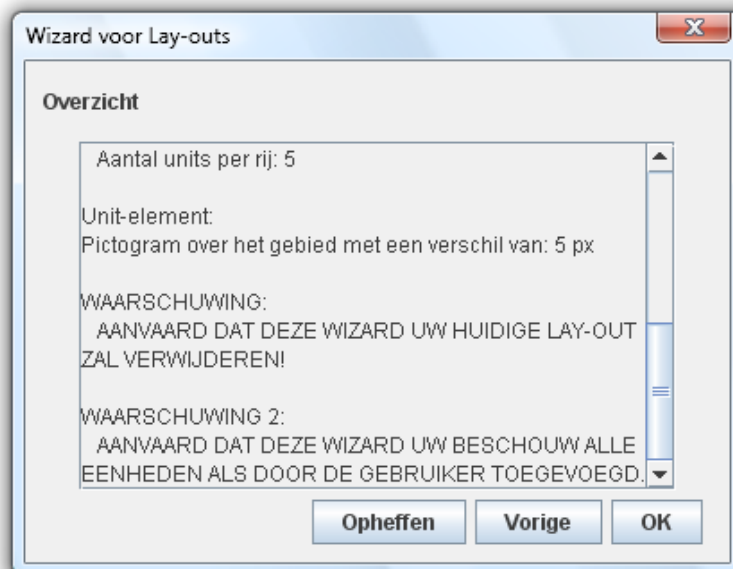 Wizard voor Lay-outs
Overzicht
Aantal units per rij: 5
Unit-element:
Pictogram over het gebied met een verschil van: 5 px
WAARSCHUWING:
AANVAARD DAT DEZE WIZARD UW HUIDIGE LAY-OUT
ZAL VERWIJDEREN!
WAARSCHUWING 2:
AANVAARD DAT DEZE WIZARD UW BESCHOUW ALLE
EENHEDEN ALS DOOR DE GEBRUIKER TOEGEVOEGD.
Opheffen Vorige OK